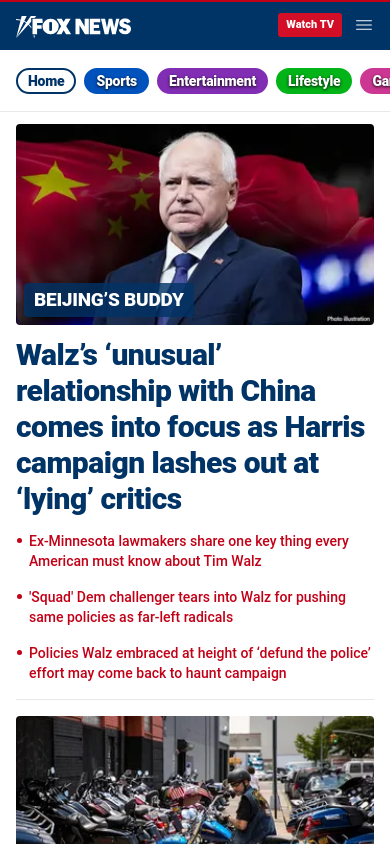 FOX NEWS
Watch TV
Home
Sports
Entertainment
Lifestyle
Ga
BEIJING’S BUDDY
Photo illustration
Walz’s ‘unusual’
relationship with China
comes into focus as Harris
campaign lashes out at
‘lying’ critics
• Ex-Minnesota lawmakers share one key thing every
American must know about Tim Walz
• 'Squad' Dem challenger tears into Walz for pushing
same policies as far-left radicals
• Policies Walz embraced at height of ‘defund the police’
effort may come back to haunt campaign